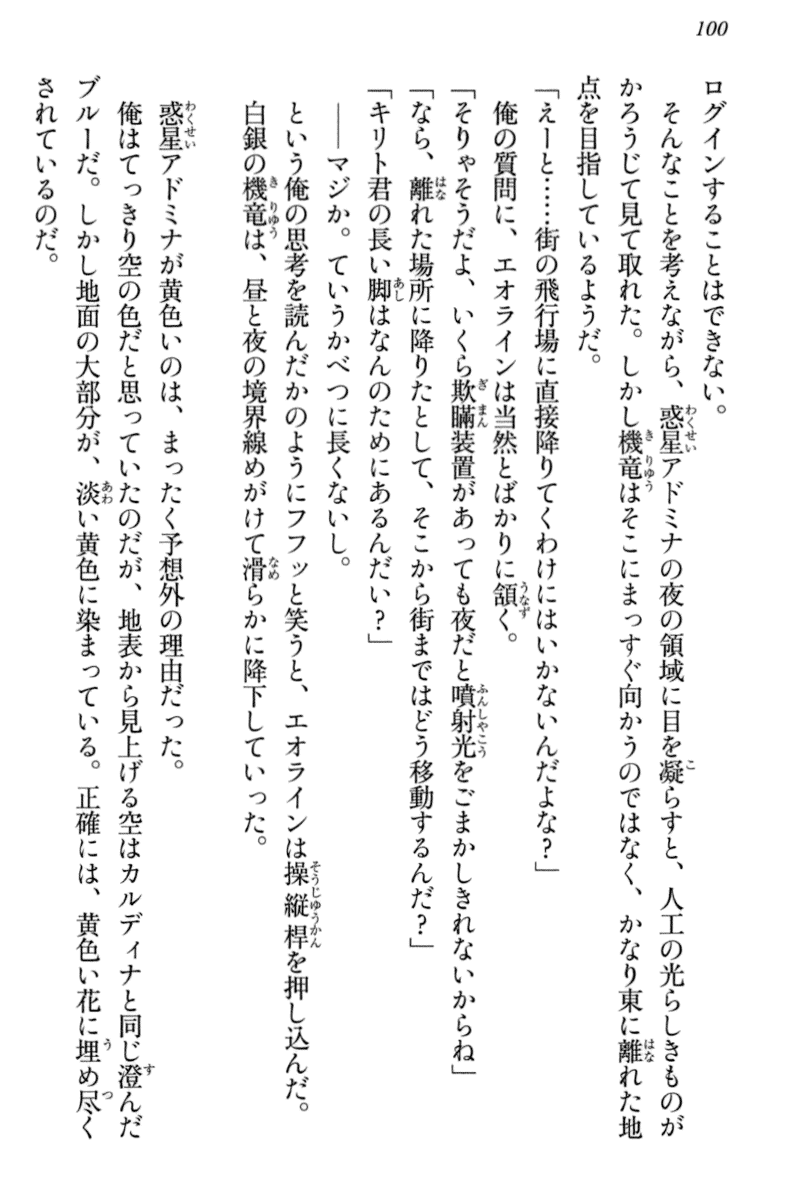 100
ログインすることはできない。
そんなことを考えながら、惑星アドミナの夜の領域に目を凝らすと、人工の光らしきものが
かろうじて見て取れた。しかし機竜はそこにまっすぐ向かうのではなく、かなり東に離れた地
点を目指しているようだ。
「えーと……街の飛行場に直接降りてくわけにはいかないんだよな？」
俺の質問に、エオラインは当然とばかりに頷く。
「そりゃそうだよ、いくら欺瞞装置があっても夜だと噴射光をごまかしきれないからね」
「なら、離れた場所に降りたとして、そこから街まではどう移動するんだ？」
「キリト君の長い脚はなんのためにあるんだい？」
――マジか。ていうかべつに長くないし。
という俺の思考を読んだかのようにフフッと笑うと、エオラインは操縦桿を押し込んだ。
白銀の機竜は、昼と夜の境界線めがけて滑らかに降下していった。
惑星アドミナが黄色いのは、まったく予想外の理由だった。
俺はてっきり空の色だと思っていたのだが、地表から見上げる空はカルディナと同じ澄んだ
ブルーだ。しかし地面の大部分が、淡い黄色に染まっている。正確には、黄色い花に埋め尽く
されているのだ。